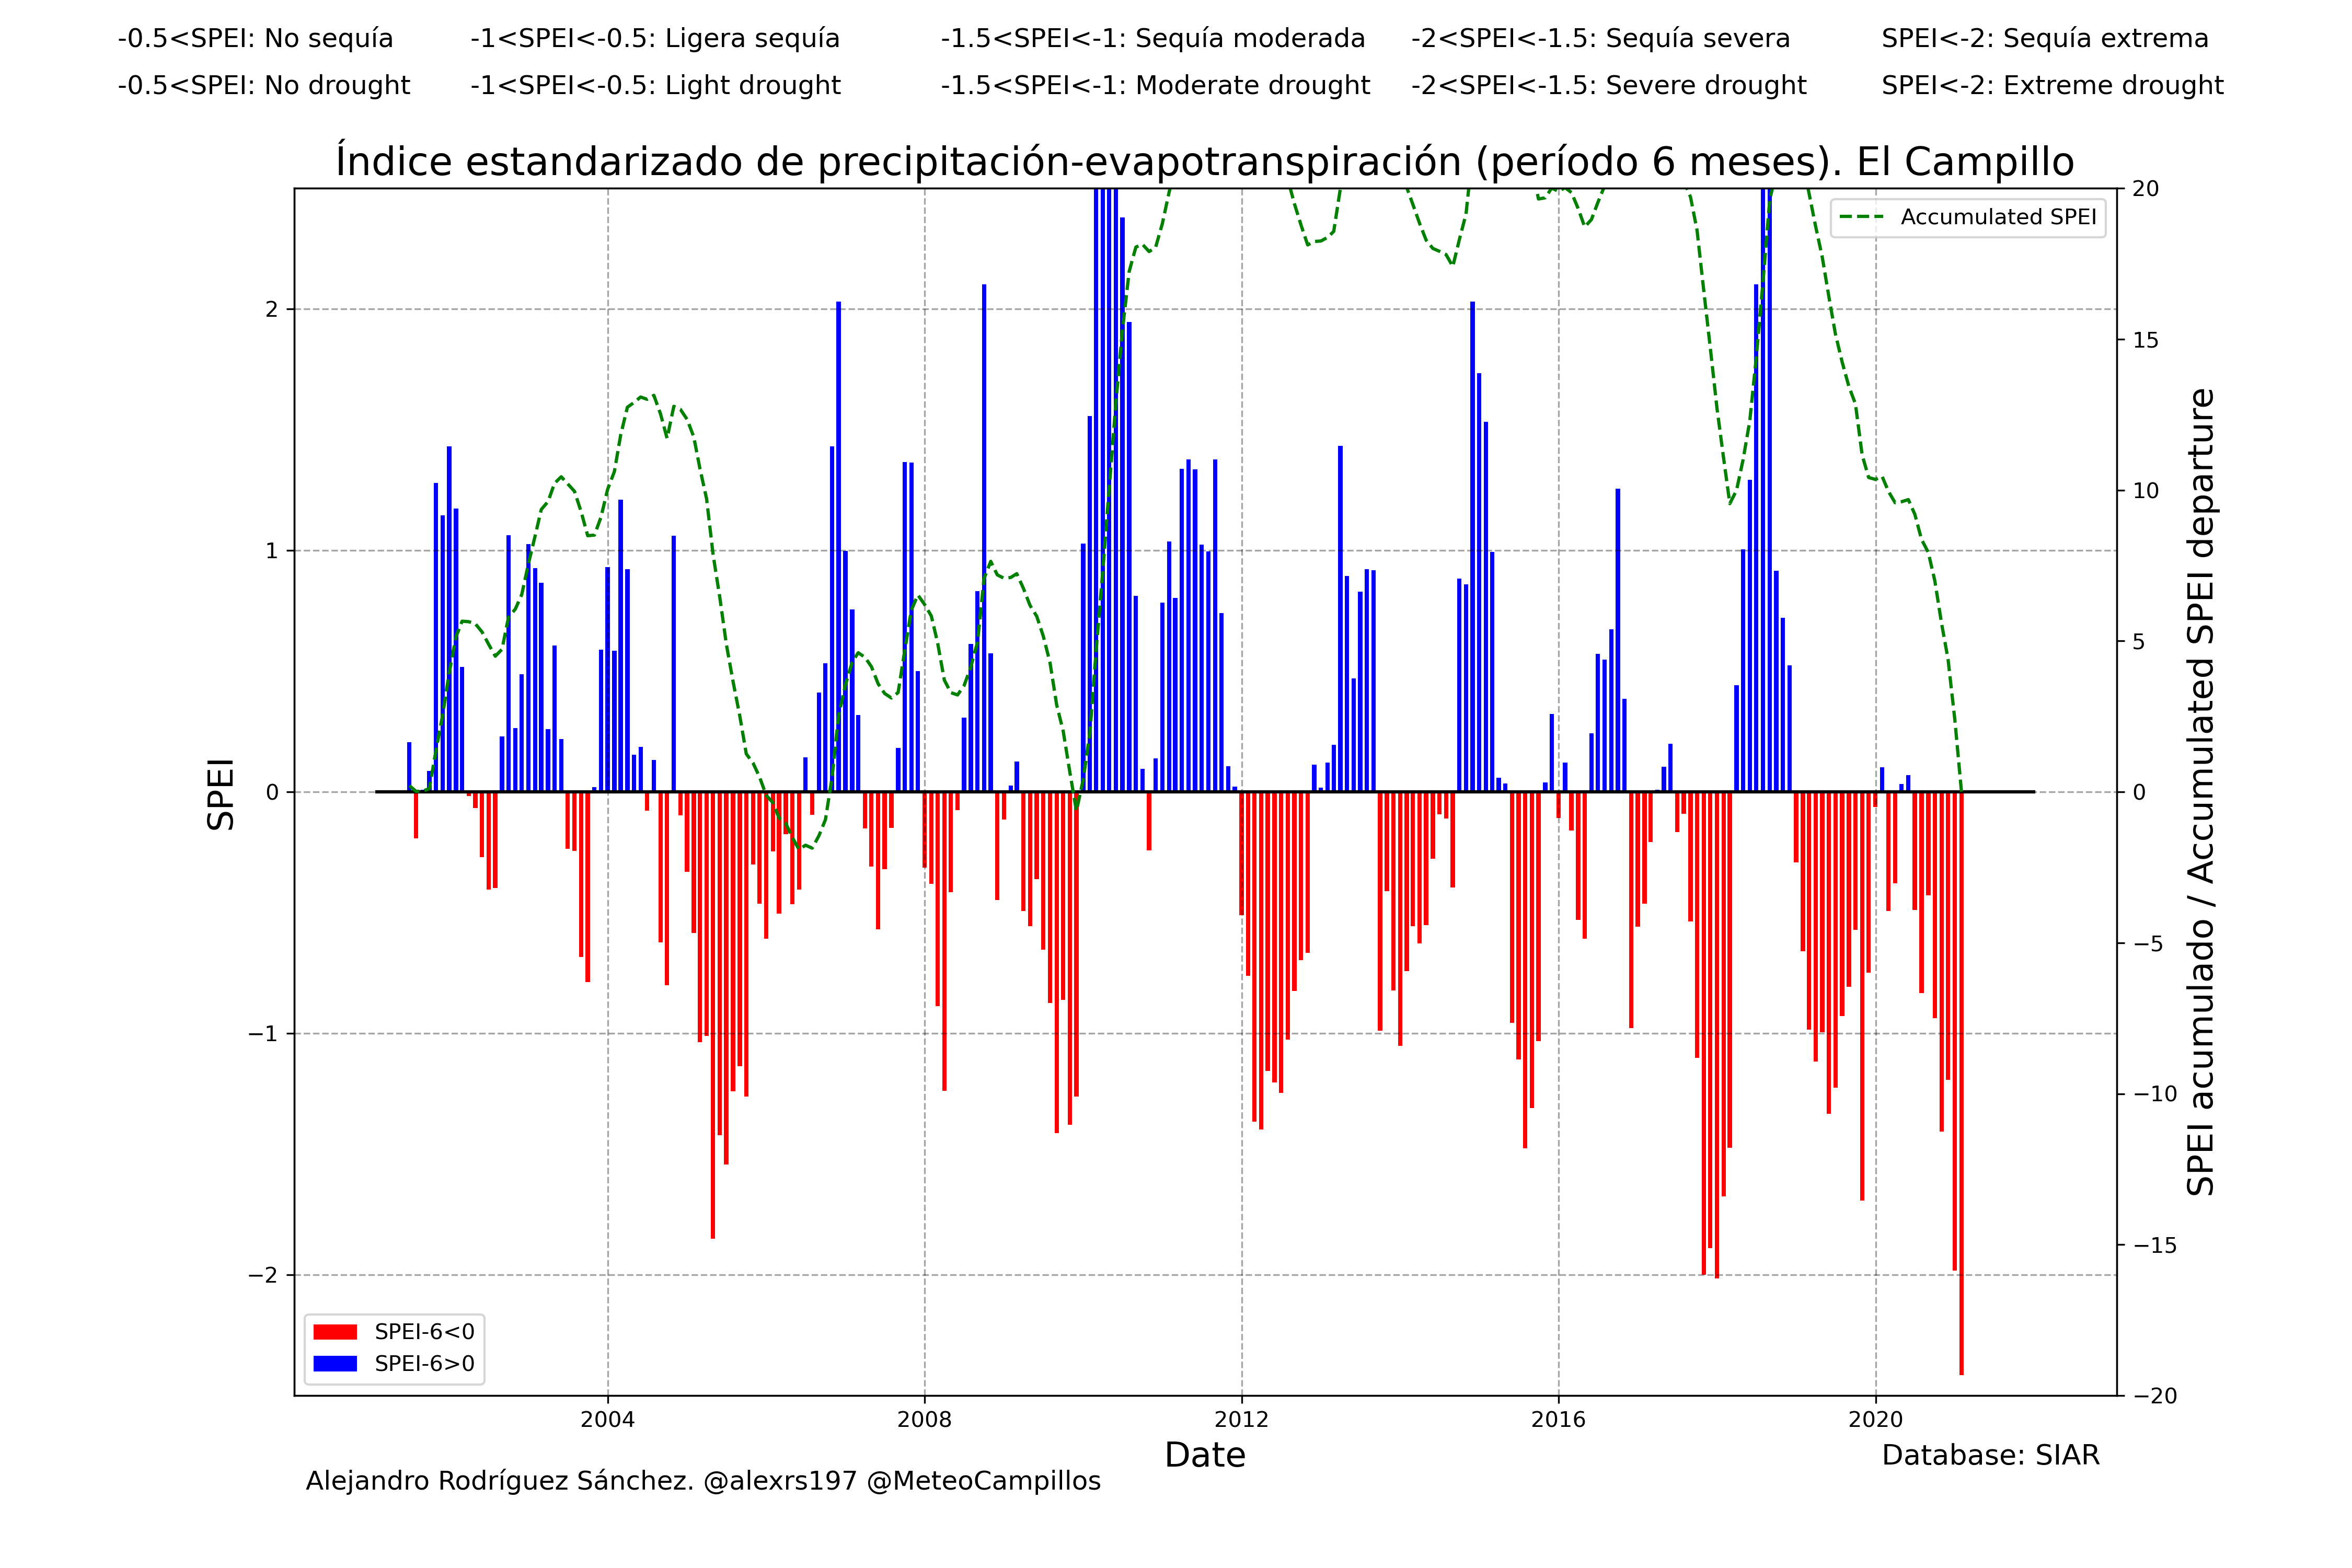 -0.5<SPEI: No sequía -1<SPEI<-0.5: Ligera sequía -1.5<SPEI<-1: Sequía moderada -2<SPEI<-1.5: Sequía severa SPEI<-2: Sequía extrema
-0.5<SPEI: No drought -1<SPEI<-0.5: Light drought -1.5<SPEI<-1: Moderate drought -2<SPEI<-1.5: Severe drought SPEI<-2: Extreme drought
Índice estandarizado de precipitación-evapotranspiración (período 6 meses). El Campillo
Accumulated SPEI
SPEI
2
1
0
−1
−2
20
15
10
5
0
−5
−10
−15
−20
SPEI acumulado / Accumulated SPEI departure
SPEI-6<0
SPEI-6>0
2004 2008 2012 2016 2020
Date
Database: SIAR
Alejandro Rodríguez Sánchez. @alexrs197 @MeteoCampillos